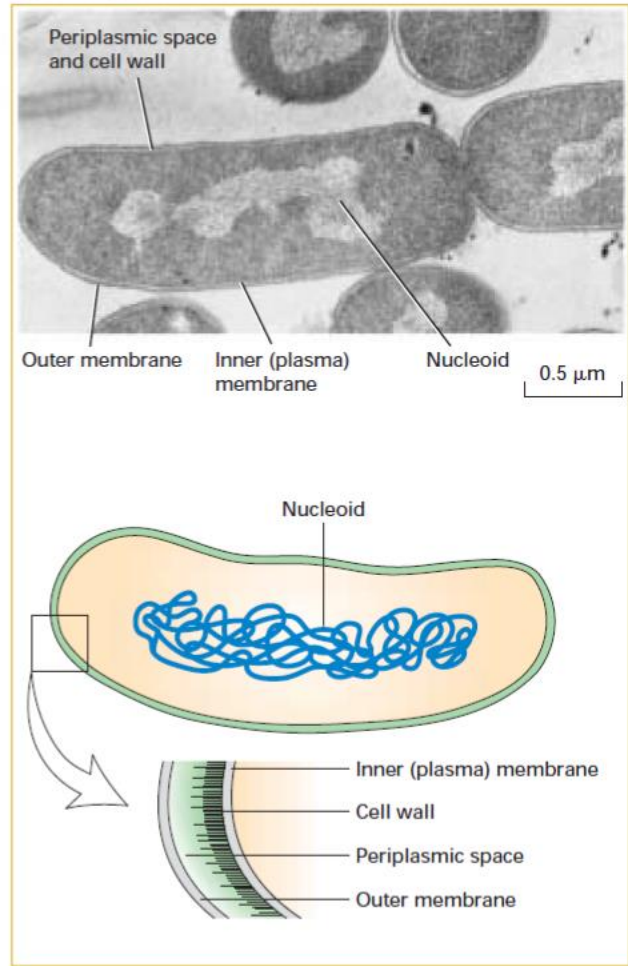 Periplasmic space
and cell wall
Outer membrane
Inner (plasma)
membrane
Nucleoid
0.5 μm
Nucleoid
Inner (plasma) membrane
Cell wall
Periplasmic space
Outer membrane